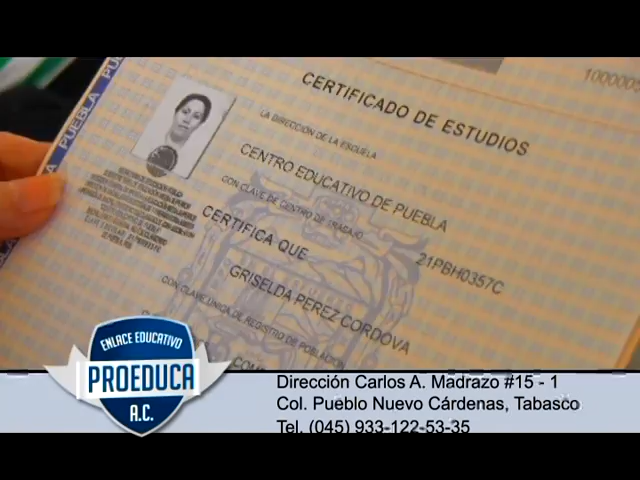 PUEBLA
1000005
CERTIFICADO DE ESTUDIOS
LA DIRECCIÓN DE LA ESCUELA
CENTRO EDUCATIVO DE PUEBLA
CON CLAVE DE CENTRO DE TRABAJO
21PBH0357C
CERTIFICA QUE
GRISELDA PEREZ CORDOVA
CON CLAVE ÚNICA DE REGISTRO DE POBLACIÓN
ENLACE EDUCATIVO
PROEDUCA
A.C.
Dirección Carlos A. Madrazo #15 - 1
Col. Pueblo Nuevo Cárdenas, Tabasco
Tel. (045) 933-122-53-35